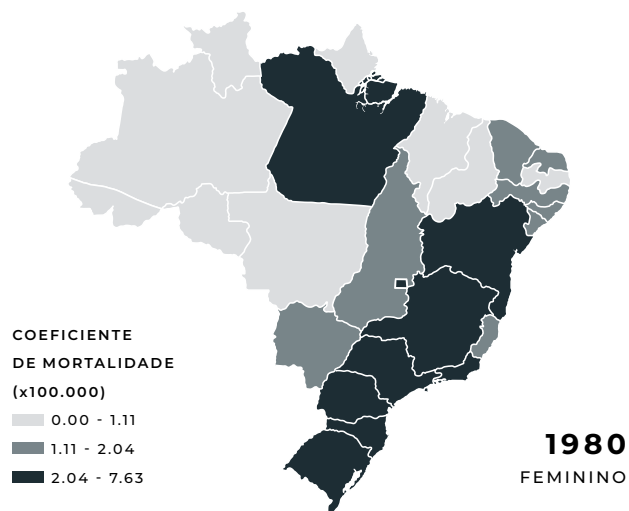 COEFICIENTE
DE MORTALIDADE
(x100.000)
0.00 - 1.11
1.11 - 2.04
2.04 - 7.63
1980
FEMININO